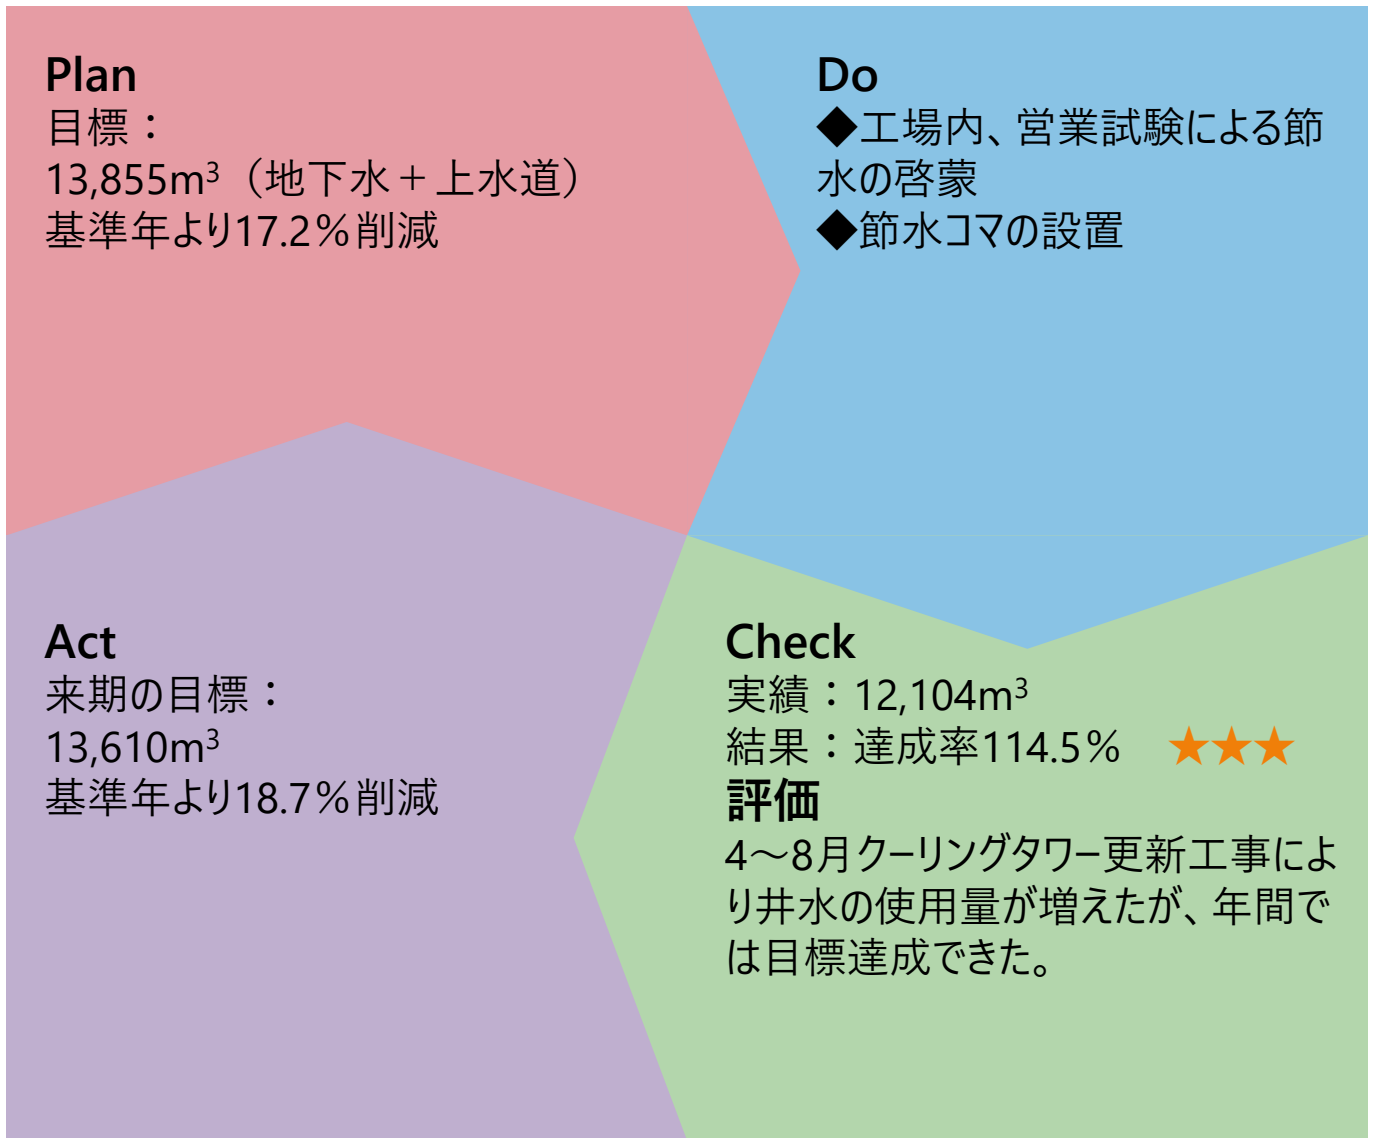 Plan
目標：
13,855m³（地下水＋上水道）
基準年より17.2％削減
Do
◆工場内、営業試験による節
水の啓蒙
◆節水コマの設置
Check
実績：12,104m³
結果：達成率114.5％　★★★
評価
4～8月クーリングタワー更新工事によ
り井水の使用量が増えたが、年間で
は目標達成できた。
Act
来期の目標：
13,610m³
基準年より18.7％削減